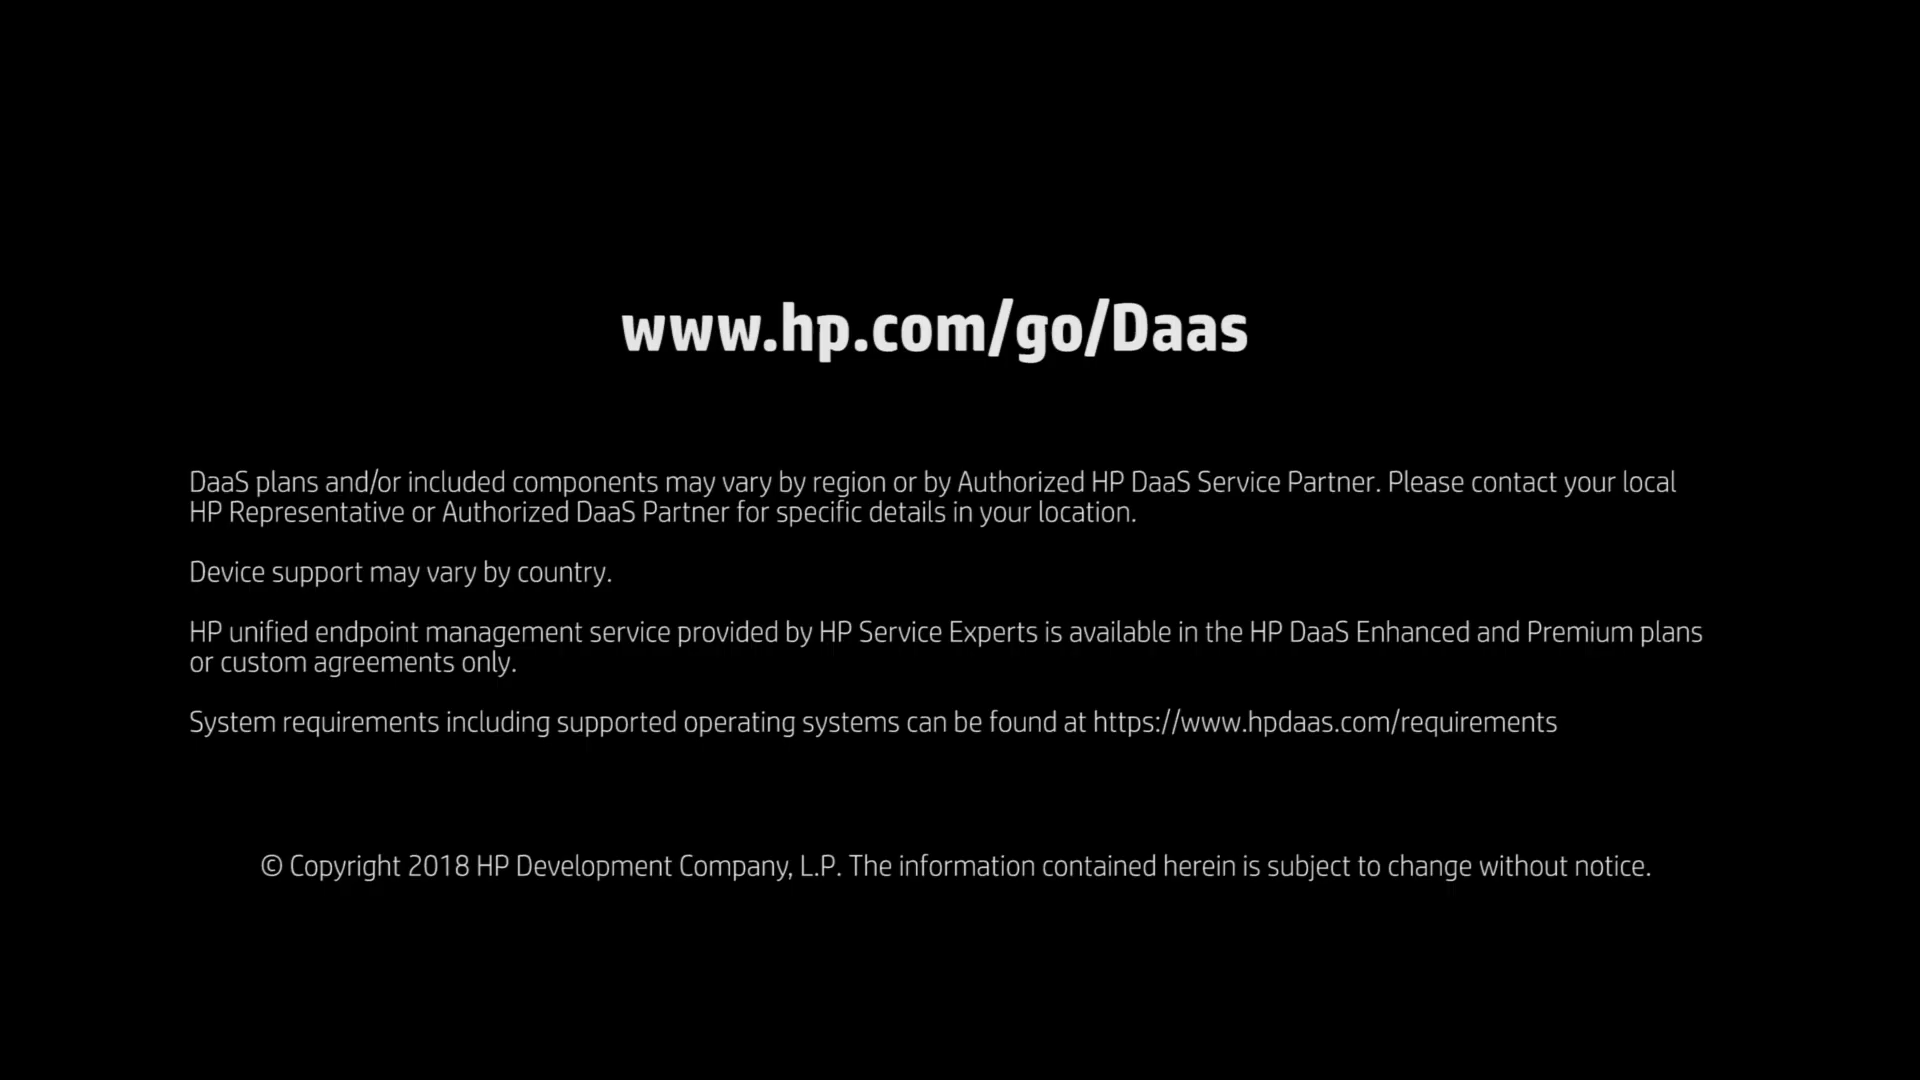 www.hp.com/go/Daas
DaaS plans and/or included components may vary by region or by Authorized HP DaaS Service Partner. Please contact your local
HP Representative or Authorized DaaS Partner for specific details in your location.
Device support may vary by country.
HP unified endpoint management service provided by HP Service Experts is available in the HP DaaS Enhanced and Premium plans
or custom agreements only.
System requirements including supported operating systems can be found at https://www.hpdaas.com/requirements
© Copyright 2018 HP Development Company, L.P. The information contained herein is subject to change without notice.